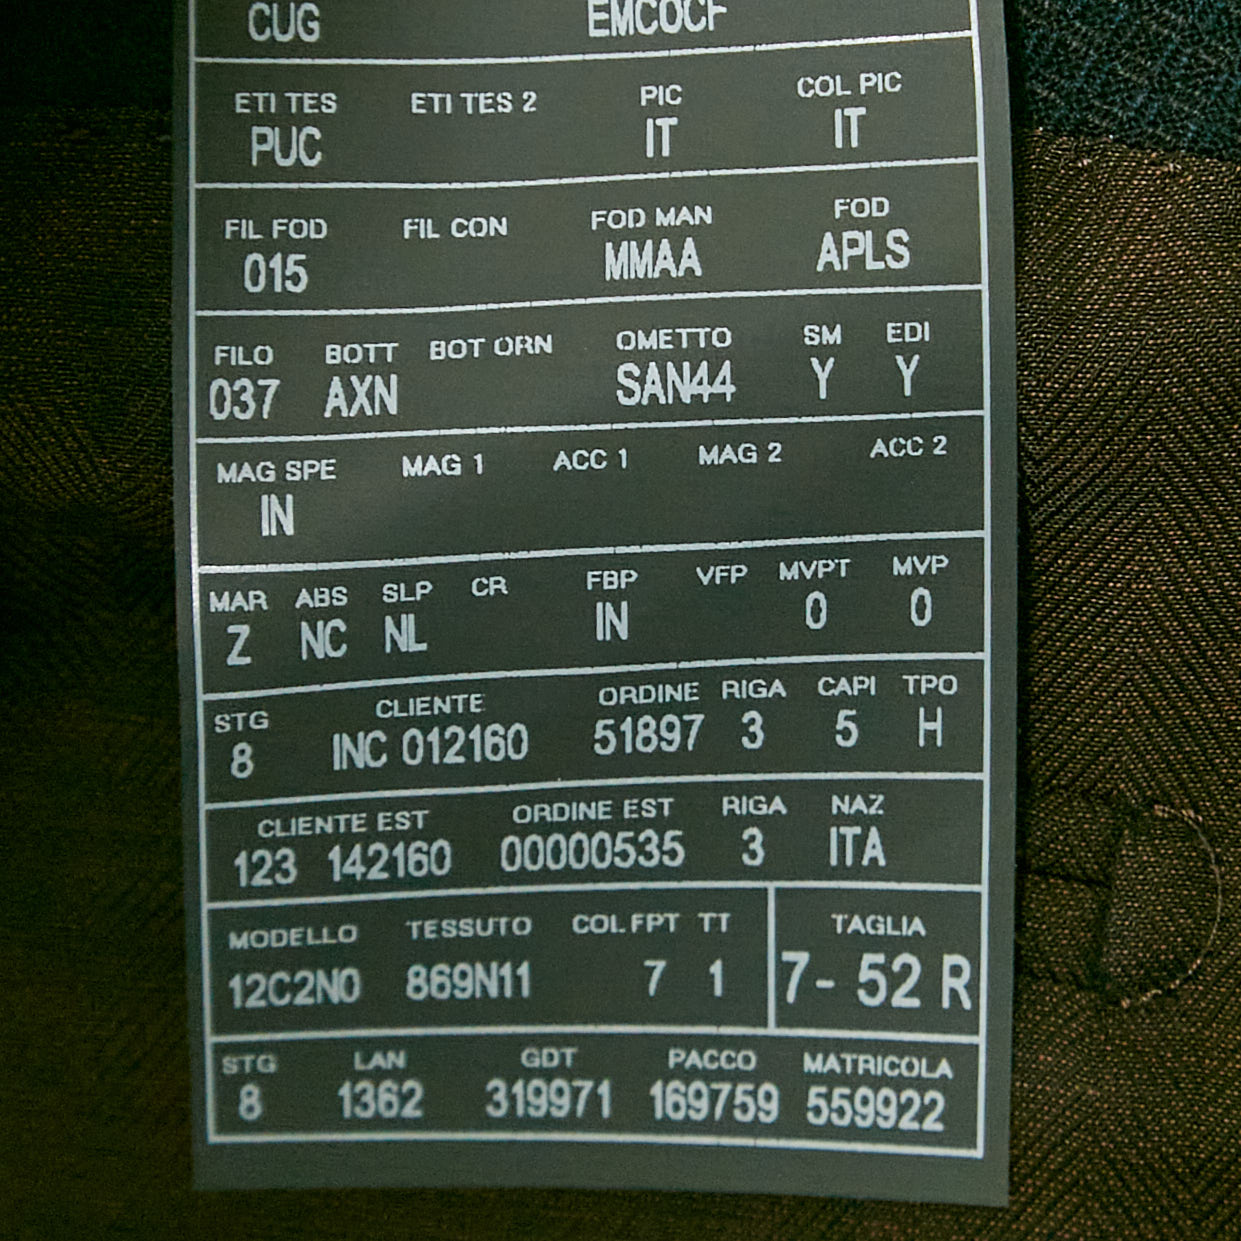 CUG EMCOCF
ETI TES ETI TES 2 PIC COL PIC
PUC IT IT
FIL FOD FIL CON FOD MAN FOD
015 MMAA APLS
FILO BOTT BOT ORN OMETTO SM EDI
037 AXN SAN44 Y Y
MAG SPE MAG 1 ACC 1 MAG 2 ACC 2
IN
MAR ABS SLP CR FBP VFP MVPT MVP
Z NC NL IN 0 0
STG CLIENTE ORDINE RIGA CAPI TPO
8 INC 012160 51897 3 5 H
CLIENTE EST ORDINE EST RIGA NAZ
123 142160 00000535 3 ITA
MODELLO TESSUTO COL.FPT TT TAGLIA
12C2N0 869N11 7 1 7- 52 R
STG LAN GDT PACCO MATRICOLA
8 1362 319971 169759 559922